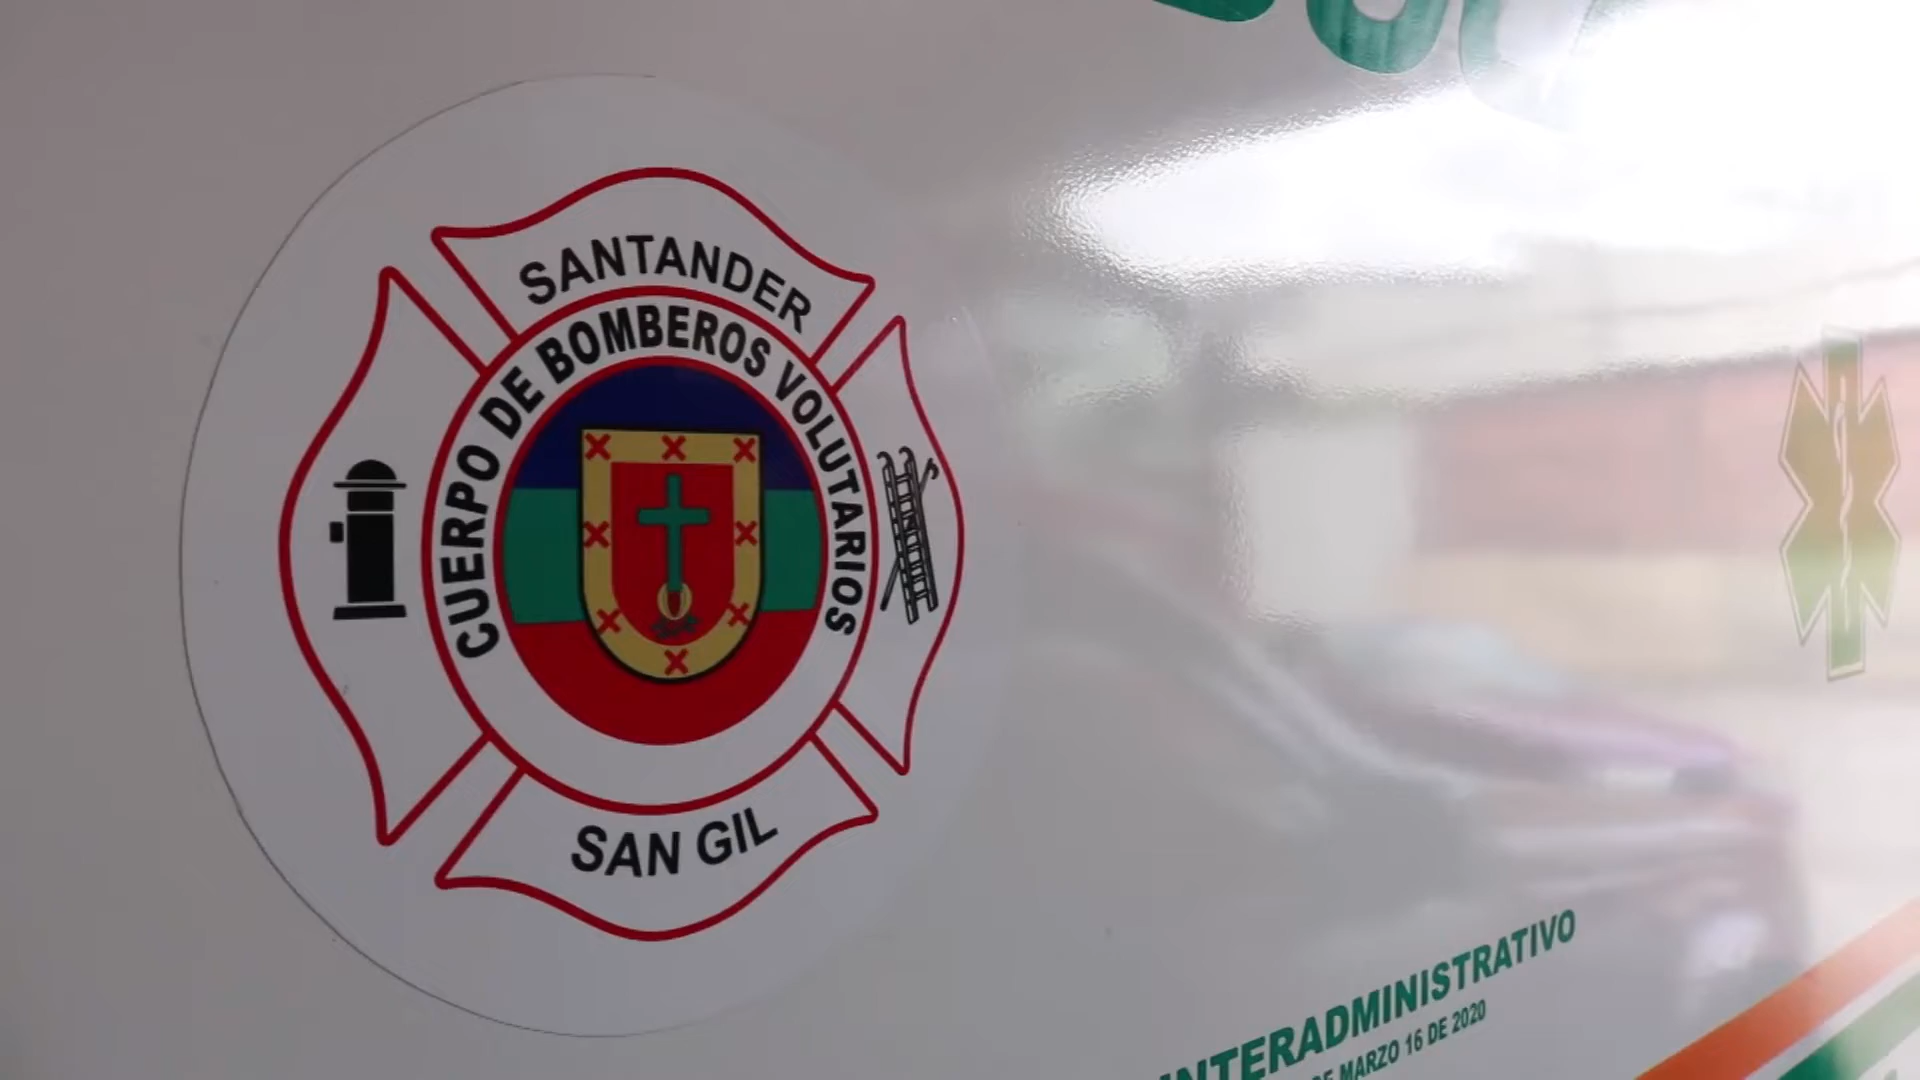 SANTANDER
CUERPO DE BOMBEROS VOLUTARIOS
SAN GIL
INTERADMINISTRATIVO
DE MARZO 16 DE 2020